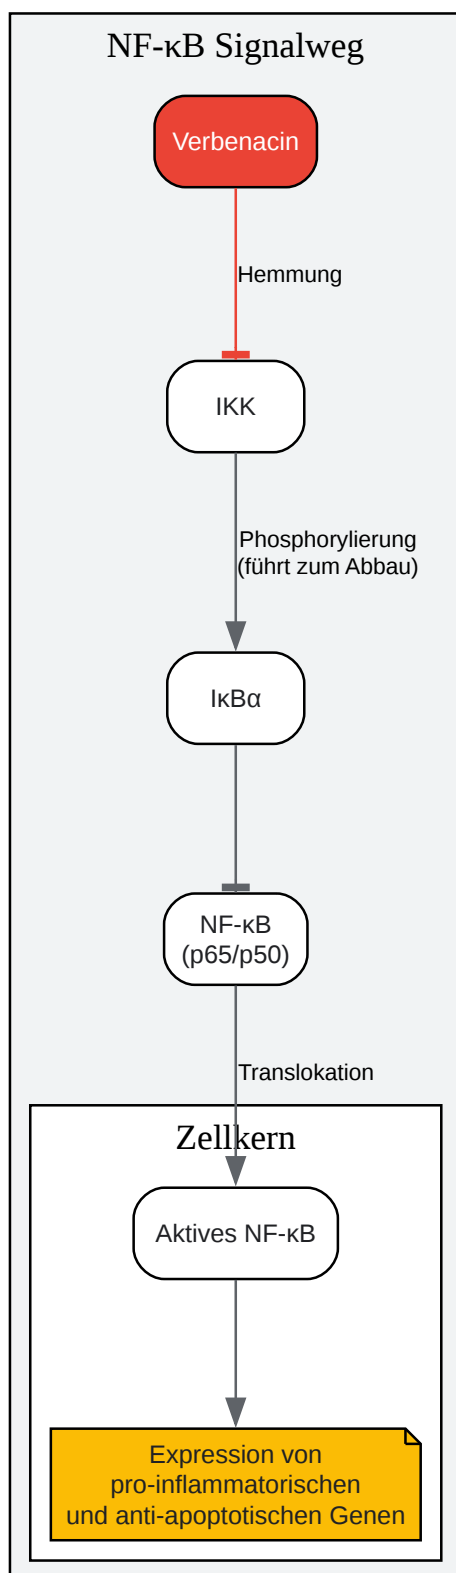 NF-κB Signalweg
Verbenacin
Hemmung
IKK
Phosphorylierung
(führt zum Abbau)
IκBα
NF-κB
(p65/p50)
Translokation
Zellkern
Aktives NF-κB
Expression von
pro-inflammatorischen
und anti-apoptotischen Genen